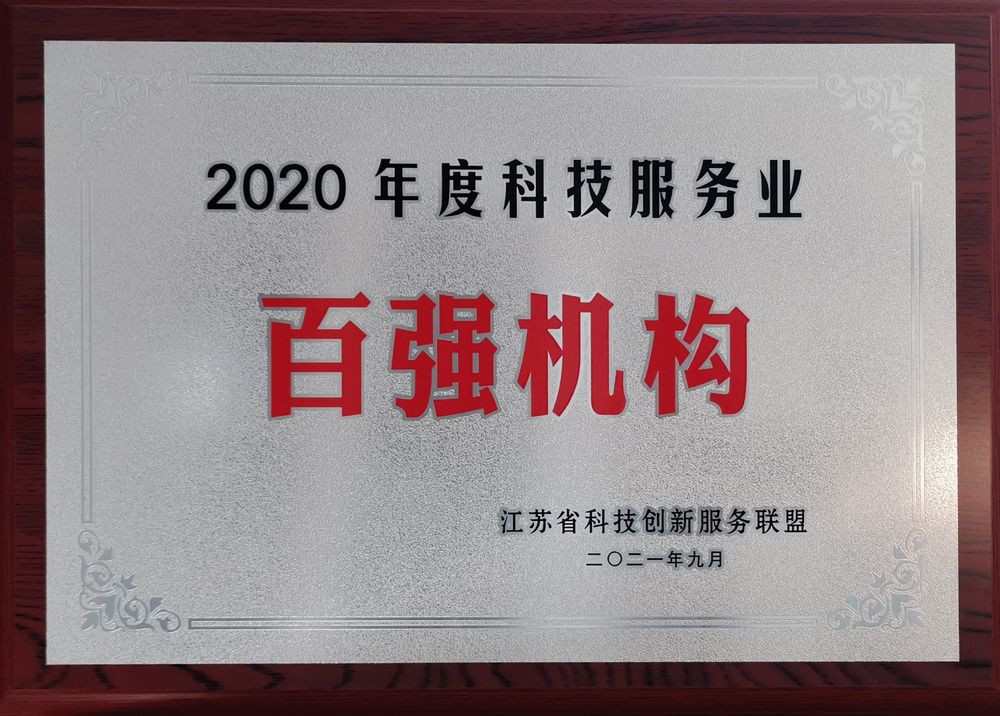 2020 年度科技服务业
百强机构
江苏省科技创新服务联盟
二〇二一年九月